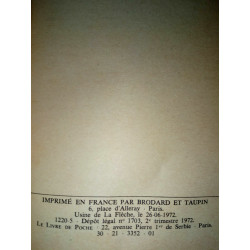 IMPRIMÉ EN FRANCE PAR BRODARD ET TAUPIN
6, place d'Alleray - Paris.
Usine de La Flèche, le 26-06-1972.
1220-5 - Dépôt légal n° 1703, 2e trimestre 1972.
LE LIVRE DE POCHE - 22, avenue Pierre 1er de Serbie - Paris.
30 - 21 - 3352 - 01